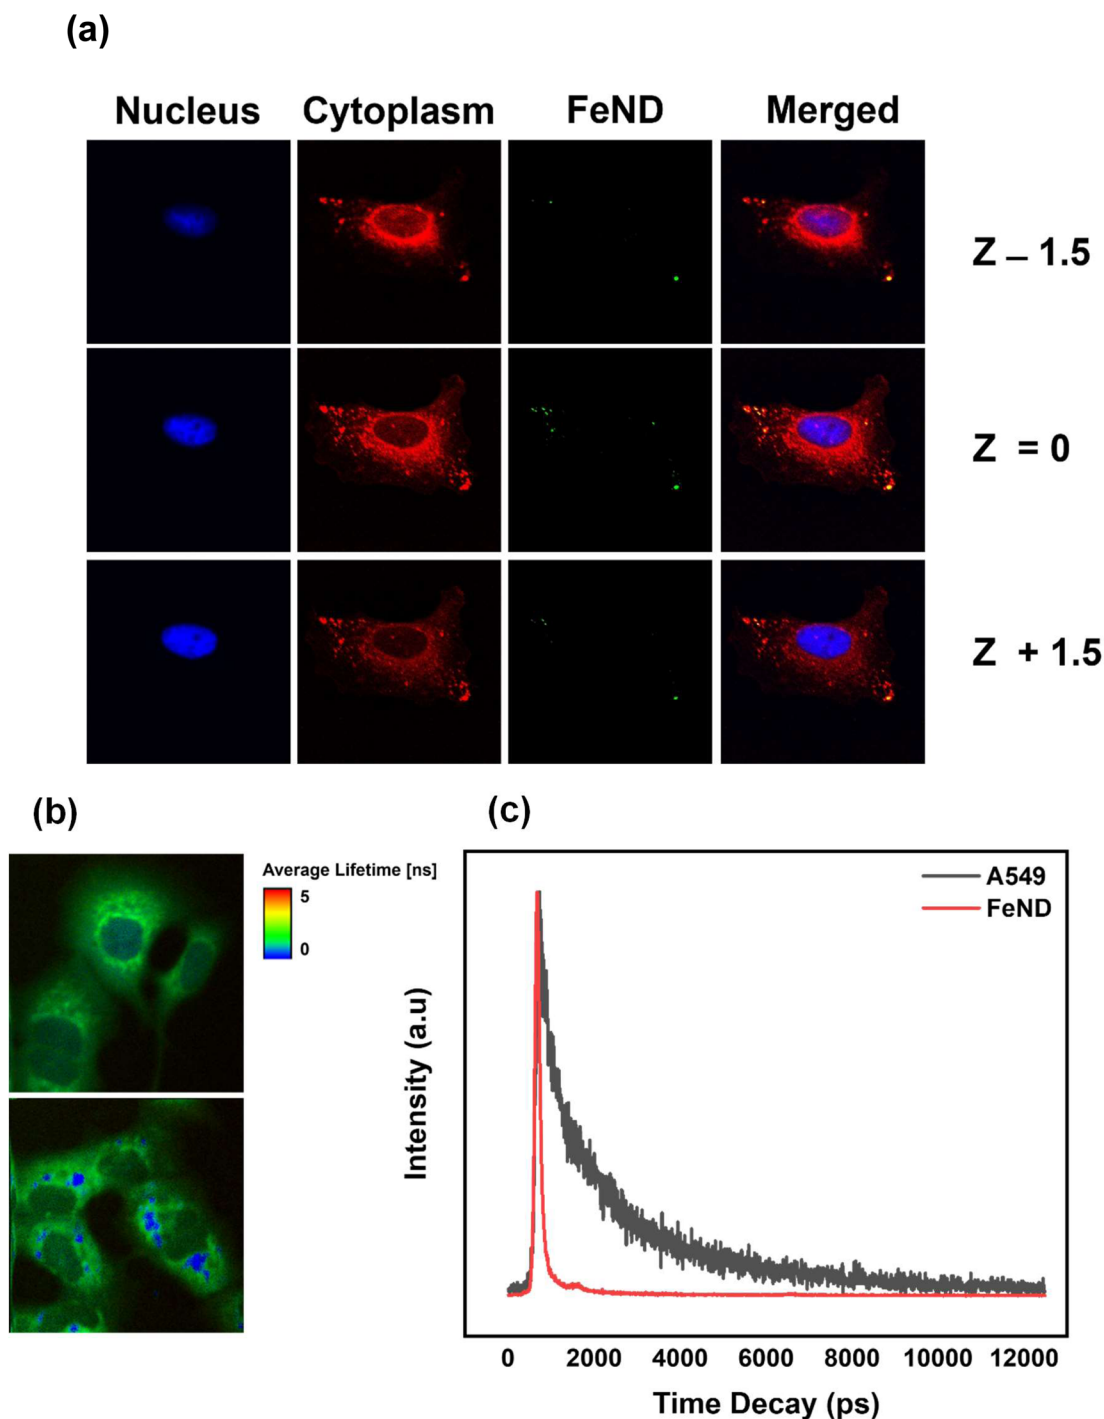 (a)
Nucleus Cytoplasm FeND Merged
Z – 1.5
Z = 0
Z + 1.5
(b)
Average Lifetime [ns]
5
0
(c)
A549
FeND
Intensity (a.u)
0 2000 4000 6000 8000 10000 12000
Time Decay (ps)